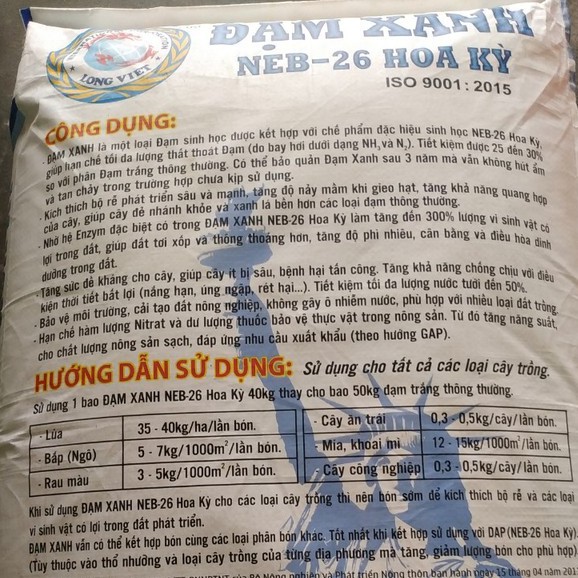 ĐẠM XANH
NEB-26 HOA KỲ
LONG VIET
ISO 9001 : 2015
CÔNG DỤNG:
- ĐẠM XANH là một loại Đạm sinh học được kết hợp với chế phẩm đặc hiệu sinh học NEB-26 Hoa Kỳ,
giúp hạn chế tối đa lượng thất thoát Đạm (do bay hơi dưới dạng NH₃ và N₂). Tiết kiệm được 25 đến 30%
so với phân Đạm trắng thông thường. Có thể bảo quản Đạm Xanh sau 3 năm mà vẫn không hút ẩm
và tan chảy trong trường hợp chưa kịp sử dụng.
- Kích thích bộ rễ phát triển sâu và mạnh, tăng độ nảy mầm khi gieo hạt, tăng khả năng quang hợp
của cây, giúp cây đẻ nhánh khỏe và xanh lá bền hơn các loại đạm thông thường.
- Nhờ hệ Enzym đặc biệt có trong ĐẠM XANH NEB-26 Hoa Kỳ làm tăng đến 300% lượng vi sinh vật có
lợi trong đất, giúp đất tơi xốp và thông thoáng hơn, tăng độ phì nhiêu, cân bằng và điều hòa dinh
dưỡng trong đất.
- Tăng sức đề kháng cho cây, giúp cây ít bị sâu, bệnh hại tấn công. Tăng khả năng chống chịu với điều
kiện thời tiết bất lợi (nắng hạn, úng ngập, rét hại...). Tiết kiệm tối đa lượng nước tưới đến 50%.
- Bảo vệ môi trường, cải tạo đất nông nghiệp, không gây ô nhiễm nước, phù hợp với nhiều loại đất trồng.
- Hạn chế hàm lượng Nitrat và dư lượng thuốc bảo vệ thực vật trong nông sản. Từ đó tăng năng suất,
cho chất lượng nông sản sạch, đáp ứng nhu cầu xuất khẩu (theo hướng GAP).
HƯỚNG DẪN SỬ DỤNG: Sử dụng cho tất cả các loại cây trồng.
Sử dụng 1 bao ĐẠM XANH NEB-26 Hoa Kỳ 40kg thay cho bao 50kg đạm trắng thông thường.
- Lúa 35 - 40kg/ha/lần bón. - Cây ăn trái 0,3 - 0,5kg/cây/lần bón.
- Bắp (Ngô) 5 - 7kg/1000m²/lần bón. - Mía, khoai mì 12 - 15kg/1000m²/lần bón.
- Rau màu 3 - 5kg/1000m²/lần bón. - Cây công nghiệp 0,3 - 0,5kg/cây/lần bón.
Khi sử dụng ĐẠM XANH NEB-26 Hoa Kỳ cho các loại cây trồng thì nên bón sớm để kích thích bộ rễ và các loại
vi sinh vật có lợi trong đất phát triển.
ĐẠM XANH vẫn có thể kết hợp bón cùng các loại phân bón khác. Tốt nhất khi kết hợp sử dụng với DAP (NEB-26 Hoa Kỳ).
(Tùy thuộc vào thổ nhưỡng và loại cây trồng của từng địa phương mà tăng, giảm lượng bón cho phù hợp)
của Bộ Nông nghiệp và Phát triển Nông thôn ban hành ngày 15 tháng 04 năm